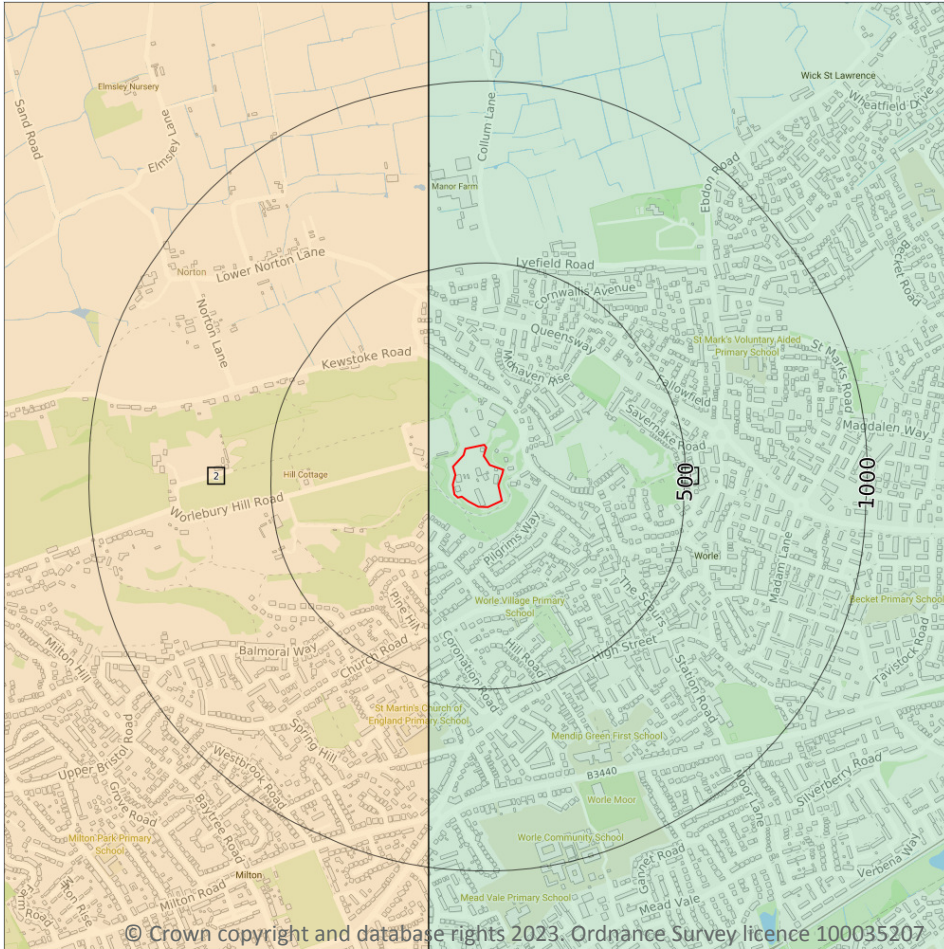 Wick St Lawrence
Elmsley Nursery
Wheatfield Drive
Sand Road
Collum Lane
Elmsley Lane
Ebdon Road
Manor Farm
Becket Road
Norton
Lower Norton Lane
Lyefield Road
Cornwallis Avenue
Norton Lane
Queensway
St Mark's Voluntary Aided
Primary School
St Marks Road
Kewstoke Road
Midhaven Rise
Fallowfield
Savernake Road
Magdalen Way
2
Hill Cottage
500
1000
Worlebury Hill Road
Pilgrims Way
Worle
Madam Lane
The Scaurs
Pine Hill
Worle Village Primary
School
Becket Primary School
Milton Hill
Balmoral Way
Church Road
Coronation Road
Hill Road
High Street
Station Road
Tavistock Road
St Martin's Church of
England Primary School
Spring Hill
Mendip Green First School
Upper Bristol Road
Westbrook Road
B3440
Silverberry Road
Moor Lane
Grove Road
Baytree Road
Worle Moor
Milton Park Primary
School
Worle Community School
Gannet Road
Verbena Way
Milton
Milton Road
Mead Vale Primary School
Mead Vale
© Crown copyright and database rights 2023. Ordnance Survey licence 100035207